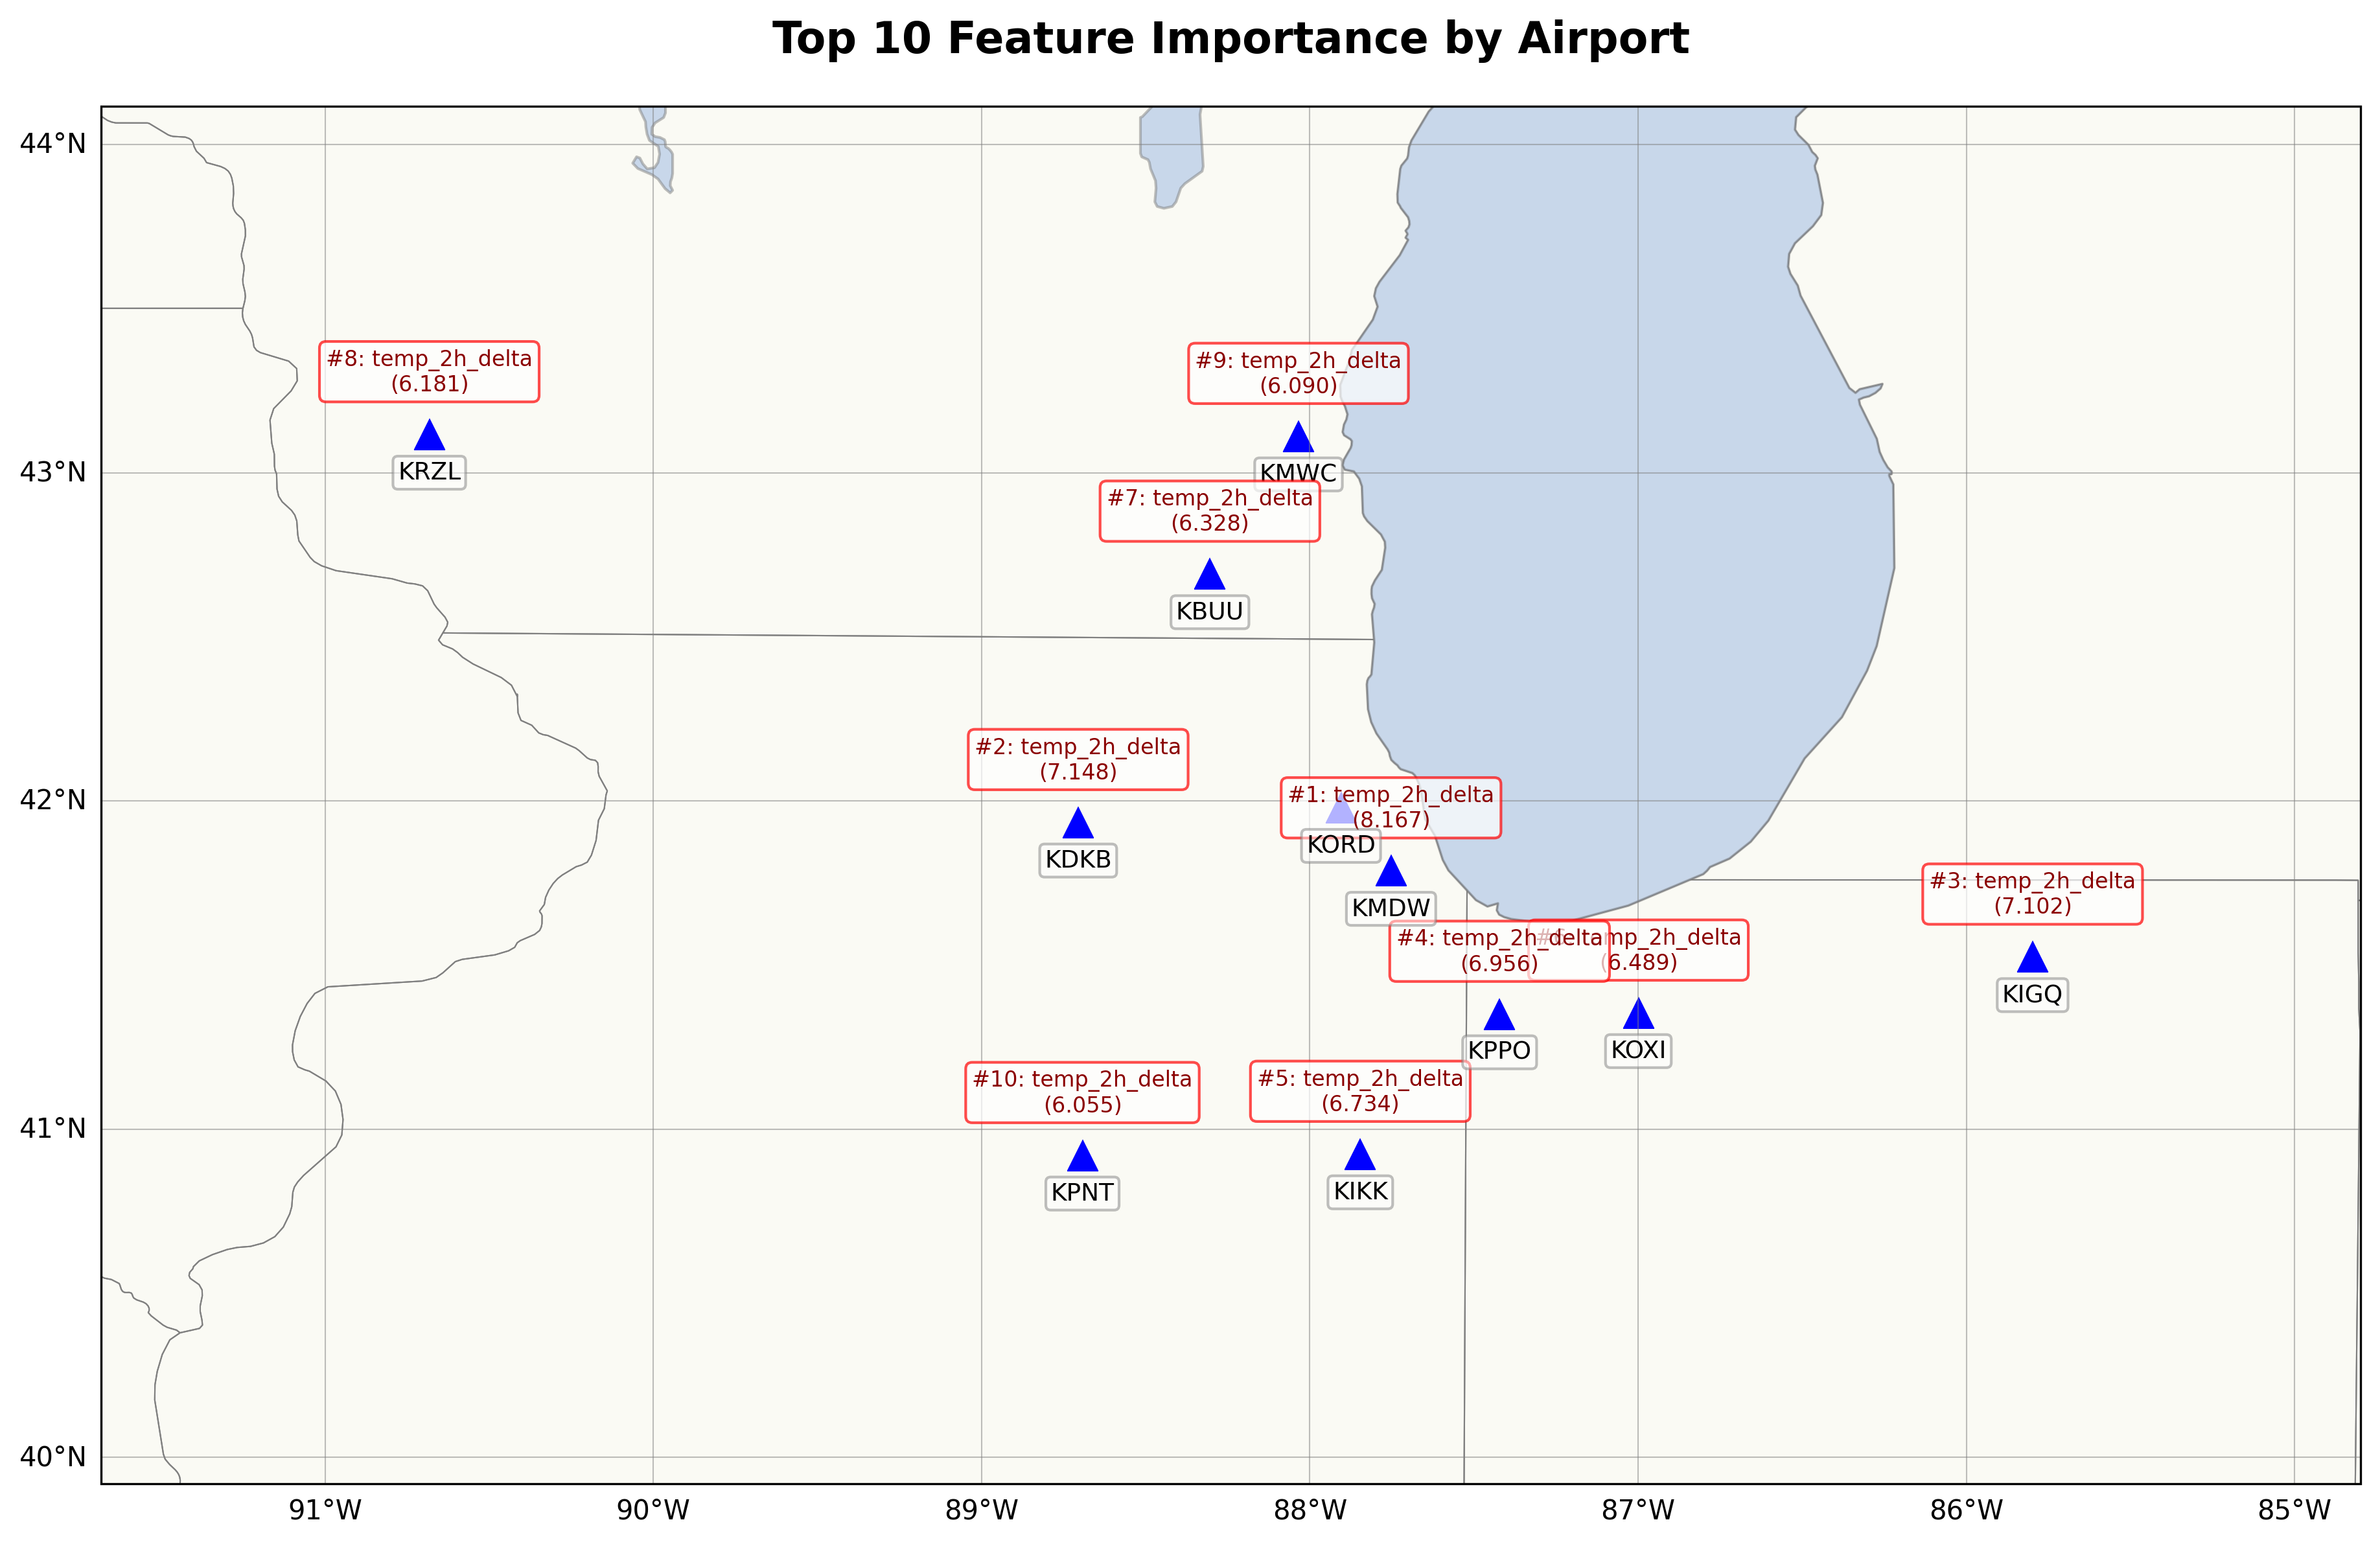 Top 10 Feature Importance by Airport
44°N
#8: temp_2h_delta
(6.181)
KRZL
#9: temp_2h_delta
(6.090)
KMWC
43°N
#7: temp_2h_delta
(6.328)
KBUU
#2: temp_2h_delta
(7.148)
KDKB
42°N
#1: temp_2h_delta
(8.167)
KORD
KMDW
#3: temp_2h_delta
(7.102)
KIGQ
#4: temp_2h_delta
(6.956)
KPPO
mp_2h_delta
(6.489)
KOXI
#10: temp_2h_delta
(6.055)
KPNT
#5: temp_2h_delta
(6.734)
KIKK
41°N
40°N
91°W
90°W
89°W
88°W
87°W
86°W
85°W